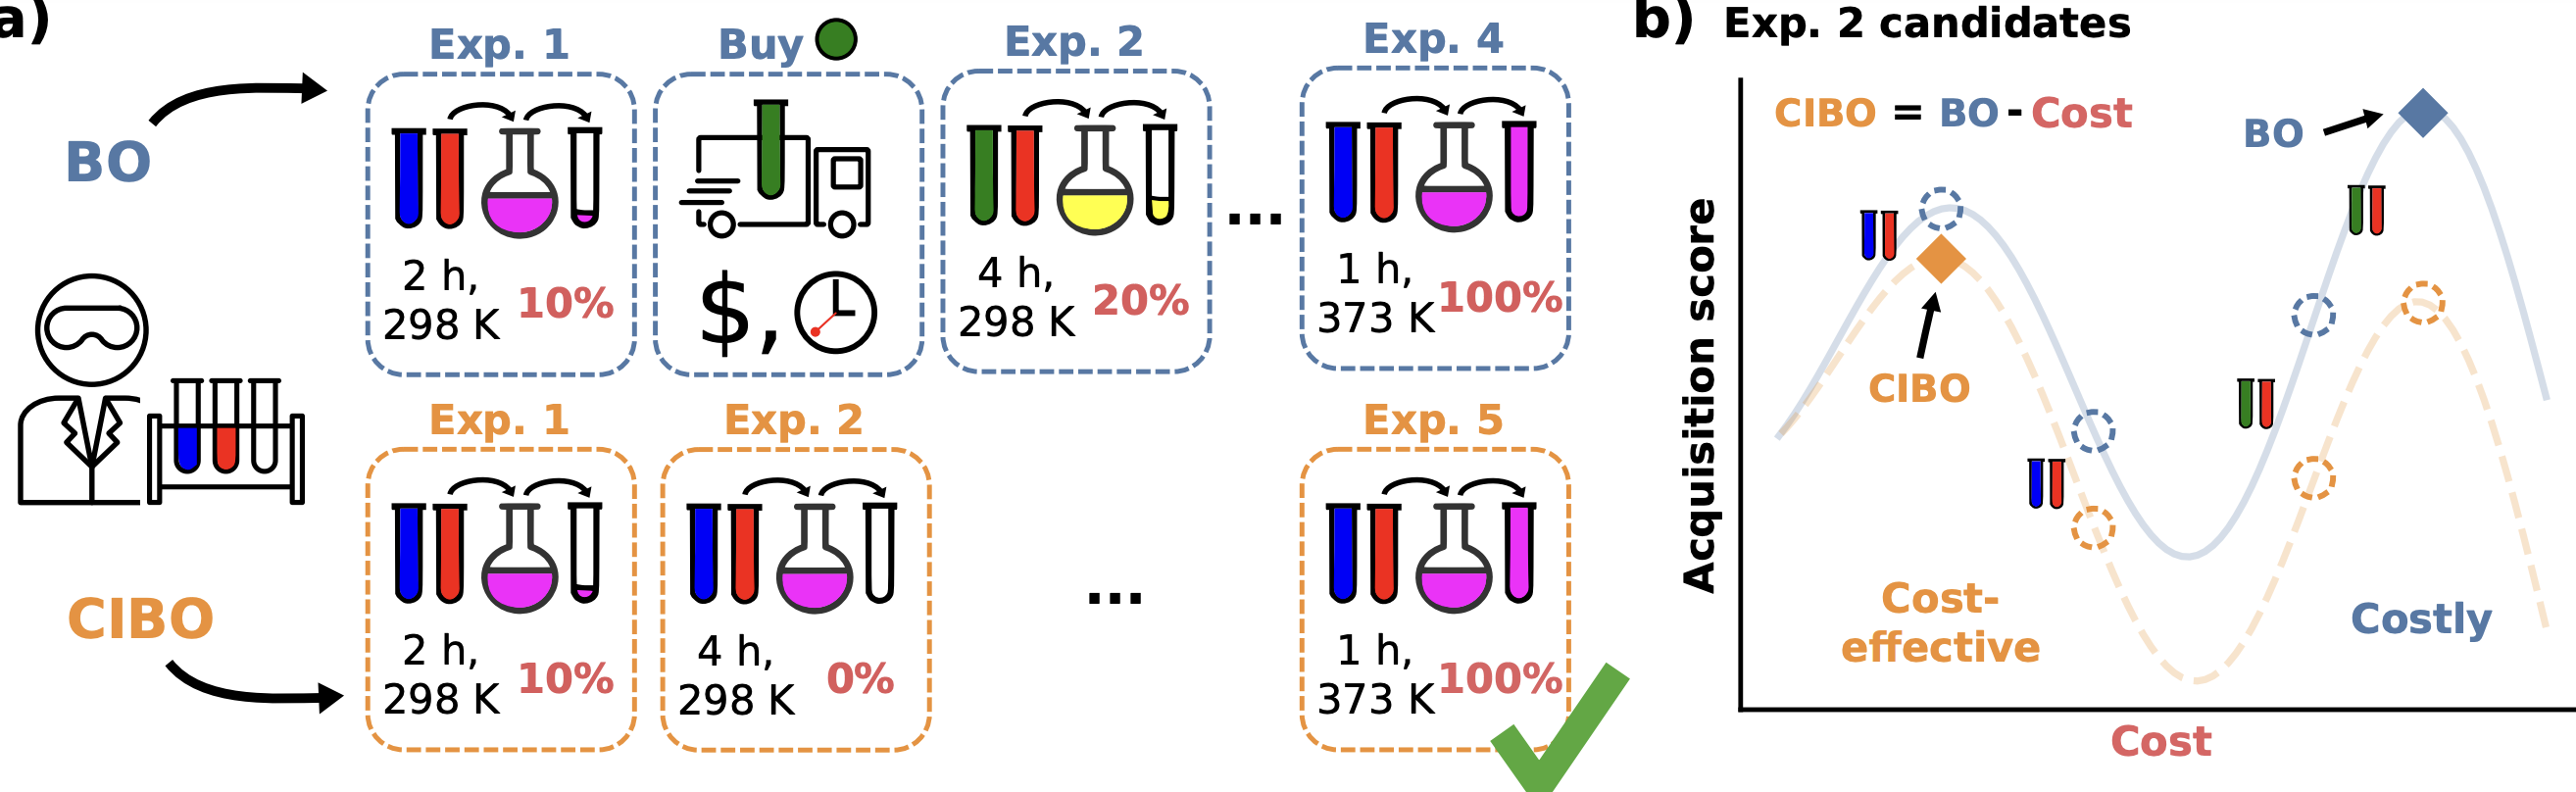 a)
BO
CIBO
Exp. 1
2 h,
298 K
10%
Buy
$,
Exp. 2
4 h,
298 K
20%
...
Exp. 4
1 h,
373 K
100%
Exp. 1
2 h,
298 K
10%
Exp. 2
4 h,
298 K
0%
...
Exp. 5
1 h,
373 K
100%
b) Exp. 2 candidates
CIBO = BO - Cost
BO
CIBO
Acquisition score
Cost-
effective
Costly
Cost